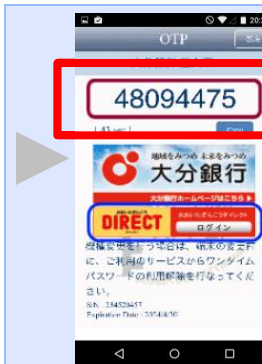 OTP
48094475
Copy
地域をみつめ 未来をみつめ
大分銀行
大分銀行ホームページはこちら
DIRECT
おおいたぎんこうダイレクト
ログイン
機種変更を行う場合は、端末の変更前
に、ご利用のサービスからワンタイム
パスワードの利用解除を行なってくだ
さい。
Expiration Date :